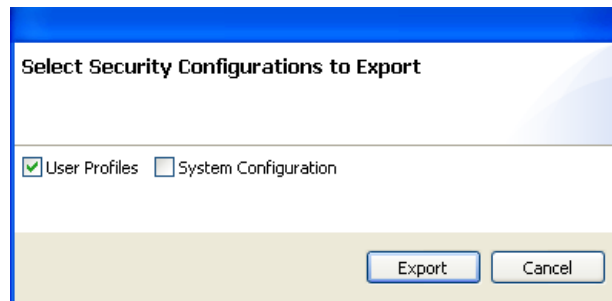 Select Security Configurations to Export
User Profiles System Configuration
Export Cancel